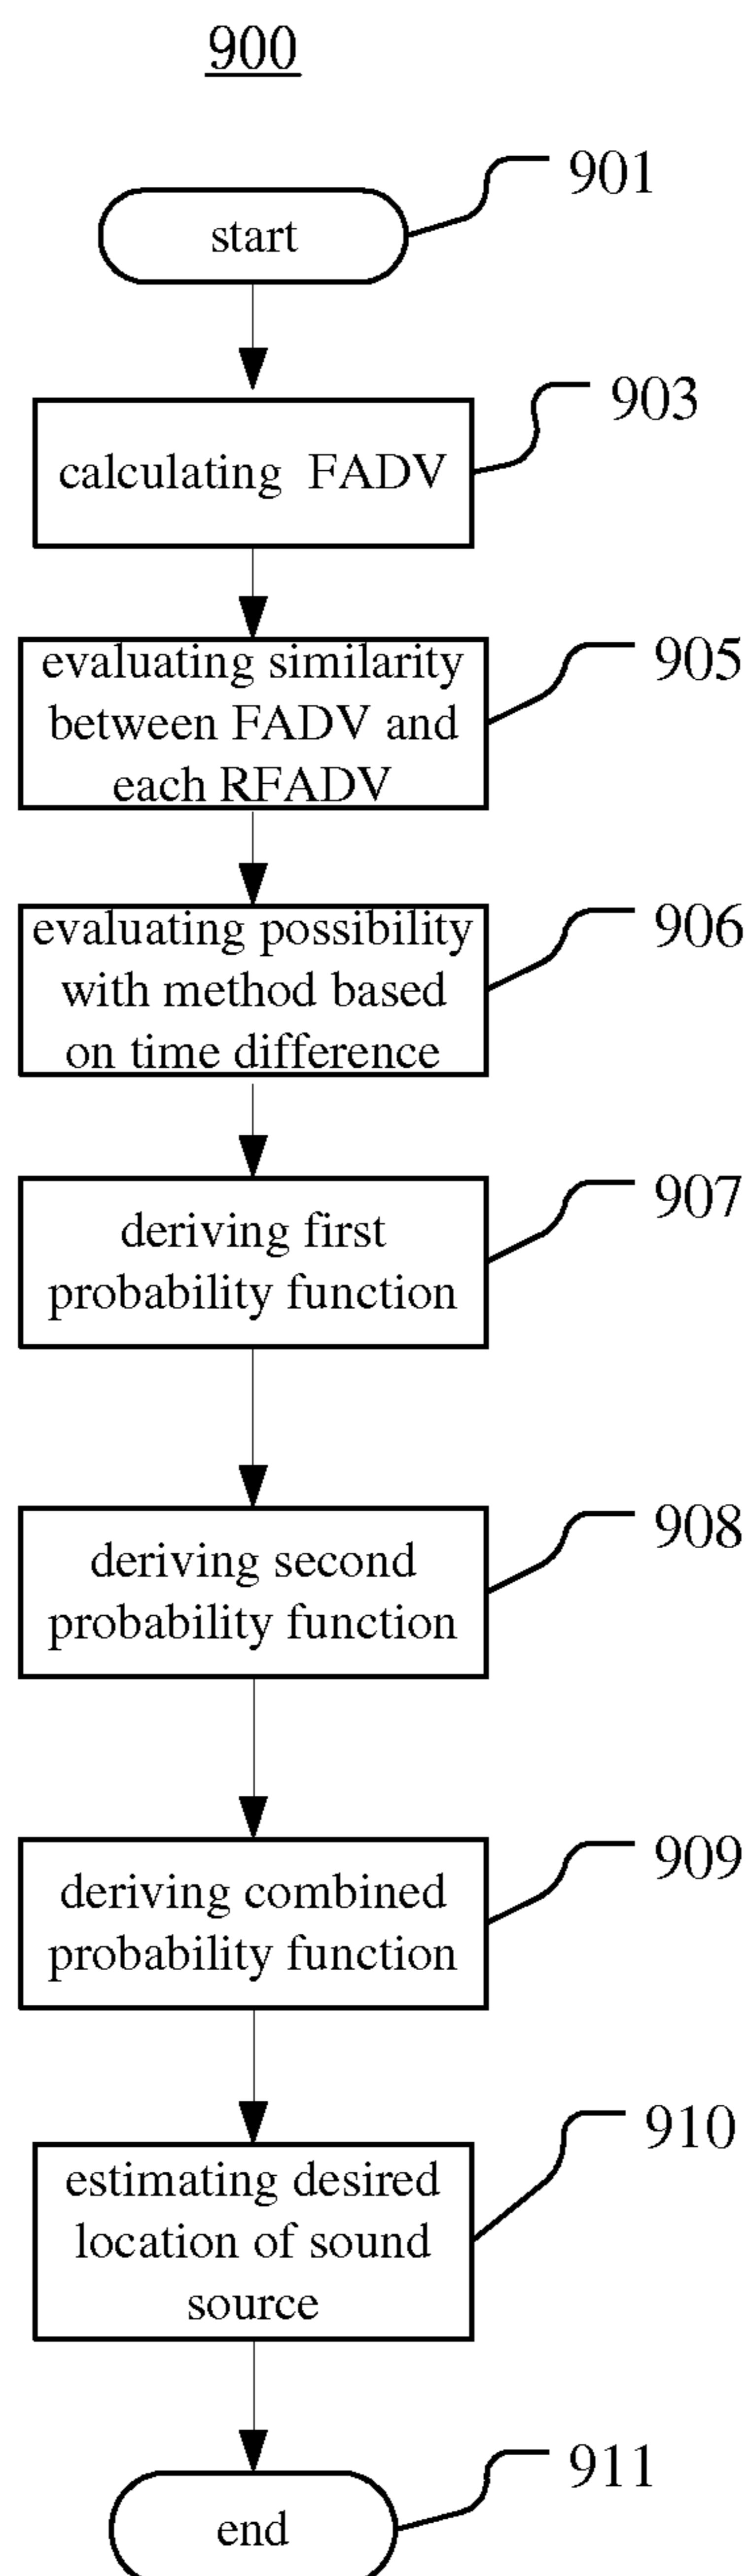 900
start
901
calculating FADV
903
evaluating similarity
between FADV and
each RFADV
905
evaluating possibility
with method based
on time difference
906
deriving first
probability function
907
deriving second
probability function
908
deriving combined
probability function
909
estimating desired
location of sound
source
910
end
911